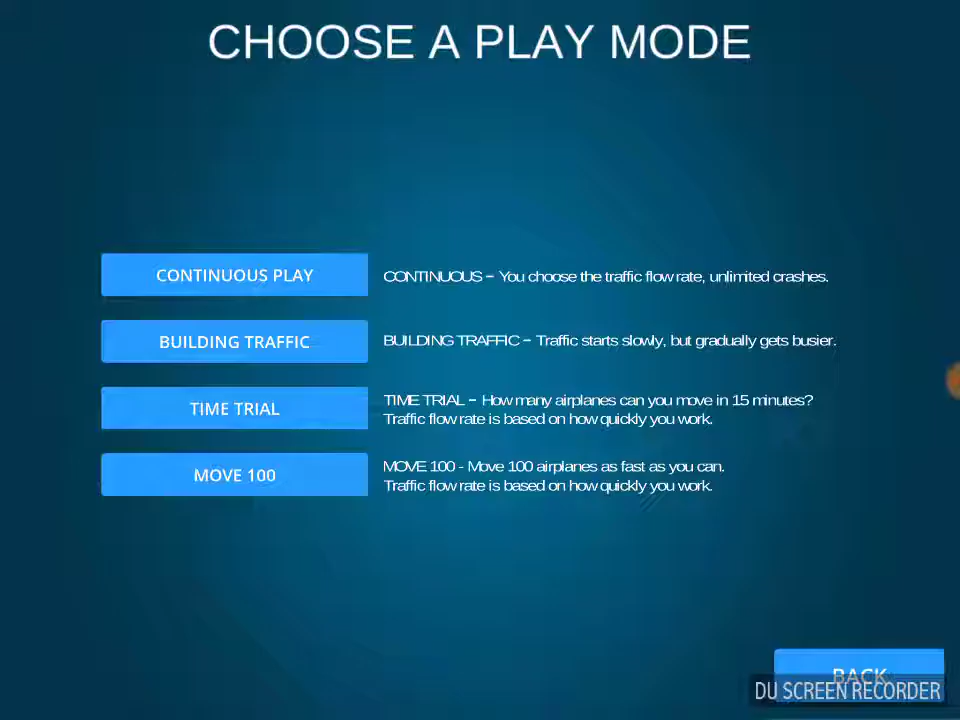 CHOOSE A PLAY MODE
CONTINUOUS PLAY
CONTINUOUS – You choose the traffic flow rate, unlimited crashes.
BUILDING TRAFFIC
BUILDING TRAFFIC – Traffic starts slowly, but gradually gets busier.
TIME TRIAL
TIME TRIAL – How many airplanes can you move in 15 minutes?
Traffic flow rate is based on how quickly you work.
MOVE 100
MOVE 100 - Move 100 airplanes as fast as you can.
Traffic flow rate is based on how quickly you work.
BACK
DU SCREEN RECORDER